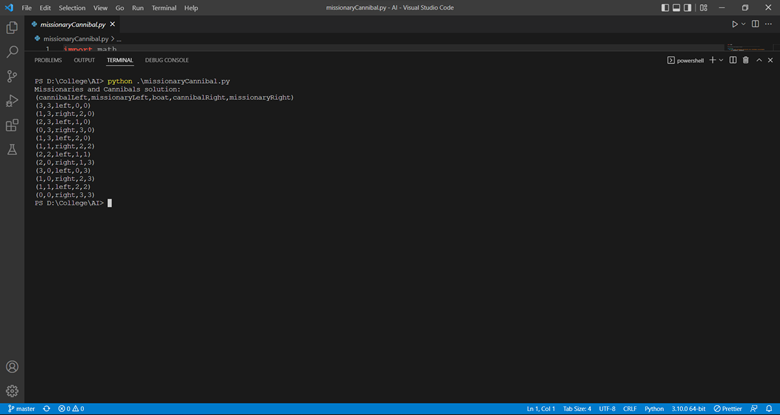 File Edit Selection View Go Run Terminal Help missionaryCannibal.py - AI - Visual Studio Code
missionaryCannibal.py
missionaryCannibal.py > ...
1 import math
PROBLEMS OUTPUT TERMINAL DEBUG CONSOLE powershell
PS D:\College\AI> python .\missionaryCannibal.py
Missionaries and Cannibals solution:
(cannibalLeft,missionaryLeft,boat,cannibalRight,missionaryRight)
(3,3,left,0,0)
(1,3,right,2,0)
(2,3,left,1,0)
(0,3,right,3,0)
(1,3,left,2,0)
(1,1,right,2,2)
(2,2,left,1,1)
(2,0,right,1,3)
(3,0,left,0,3)
(1,0,right,2,3)
(1,1,left,2,2)
(0,0,right,3,3)
PS D:\College\AI>
master 0 0 Ln 1, Col 1 Tab Size: 4 UTF-8 CRLF Python 3.10.0 64-bit Prettier